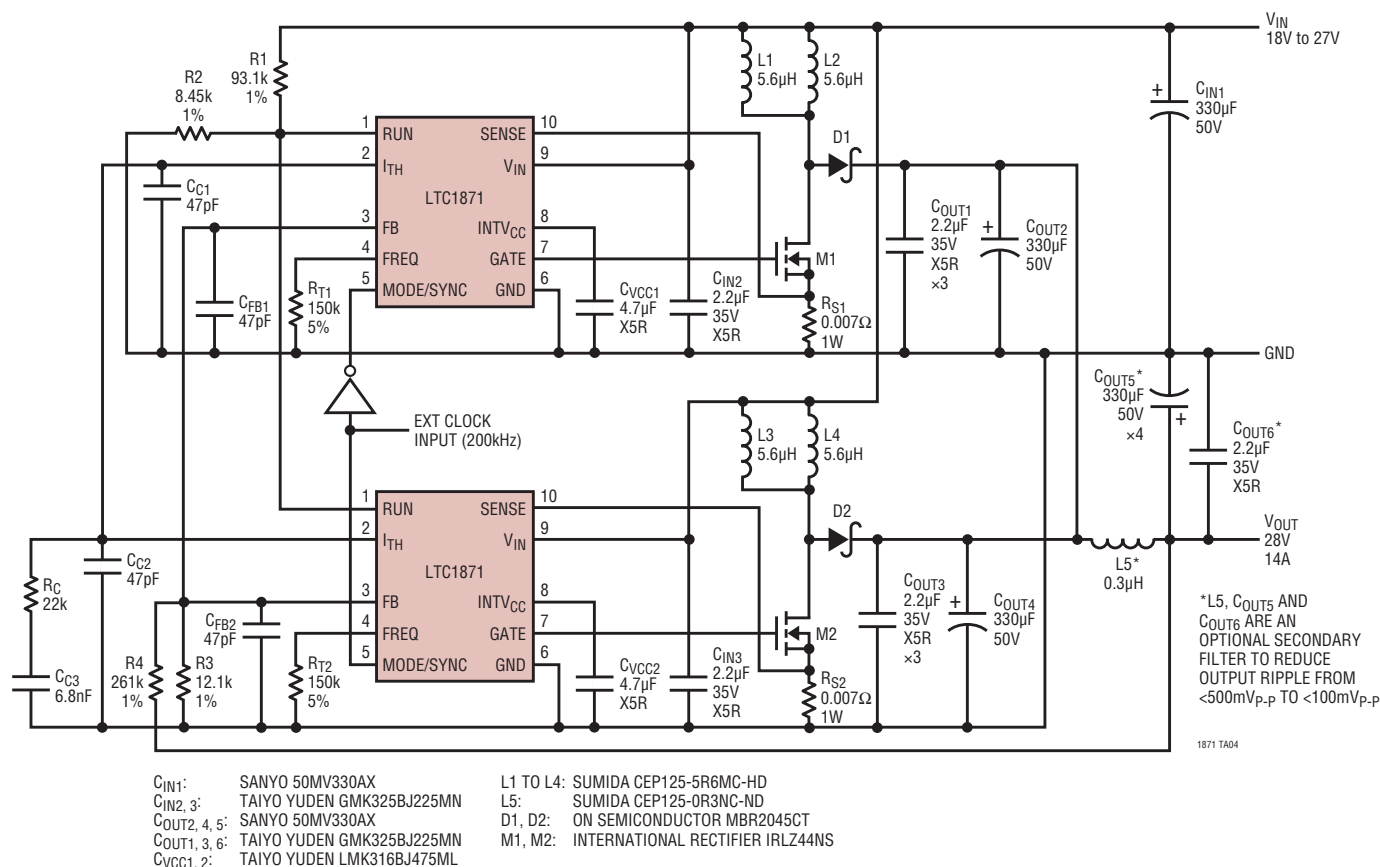 VIN
18V to 27V
R1
93.1k
1%
R2
8.45k
1%
L1
5.6µH
L2
5.6µH
CIN1
330µF
50V
+
1
RUN
SENSE
10
2
ITH
VIN
9
LTC1871
3
FB
INTVCC
8
4
FREQ
GATE
7
5
MODE/SYNC
GND
6
D1
CC1
47pF
CFB1
47pF
RT1
150k
5%
CVCC1
4.7µF
X5R
CIN2
2.2µF
35V
X5R
M1
RS1
0.007Ω
1W
COUT1
2.2µF
35V
X5R
×3
+
COUT2
330µF
50V
GND
EXT CLOCK
INPUT (200kHz)
L3
5.6µH
L4
5.6µH
COUT5*
330µF
50V
×4
+
COUT6*
2.2µF
35V
X5R
1
RUN
SENSE
10
2
ITH
VIN
9
LTC1871
3
FB
INTVCC
8
4
FREQ
GATE
7
5
MODE/SYNC
GND
6
D2
VOUT
28V
14A
L5*
0.3µH
RC
22k
CC2
47pF
CC3
6.8nF
R4
261k
1%
R3
12.1k
1%
CFB2
47pF
RT2
150k
5%
CVCC2
4.7µF
X5R
CIN3
2.2µF
35V
X5R
M2
RS2
0.007Ω
1W
COUT3
2.2µF
35V
X5R
×3
+
COUT4
330µF
50V
*L5, COUT5 AND
COUT6 ARE AN
OPTIONAL SECONDARY
FILTER TO REDUCE
OUTPUT RIPPLE FROM
<500mVP-P TO <100mVP-P
1871 TA04
CIN1: SANYO 50MV330AX
CIN2, 3: TAIYO YUDEN GMK325BJ225MN
COUT2, 4, 5: SANYO 50MV330AX
COUT1, 3, 6: TAIYO YUDEN GMK325BJ225MN
CVCC1, 2: TAIYO YUDEN LMK316BJ475ML
L1 TO L4: SUMIDA CEP125-5R6MC-HD
L5: SUMIDA CEP125-0R3NC-ND
D1, D2: ON SEMICONDUCTOR MBR2045CT
M1, M2: INTERNATIONAL RECTIFIER IRLZ44NS